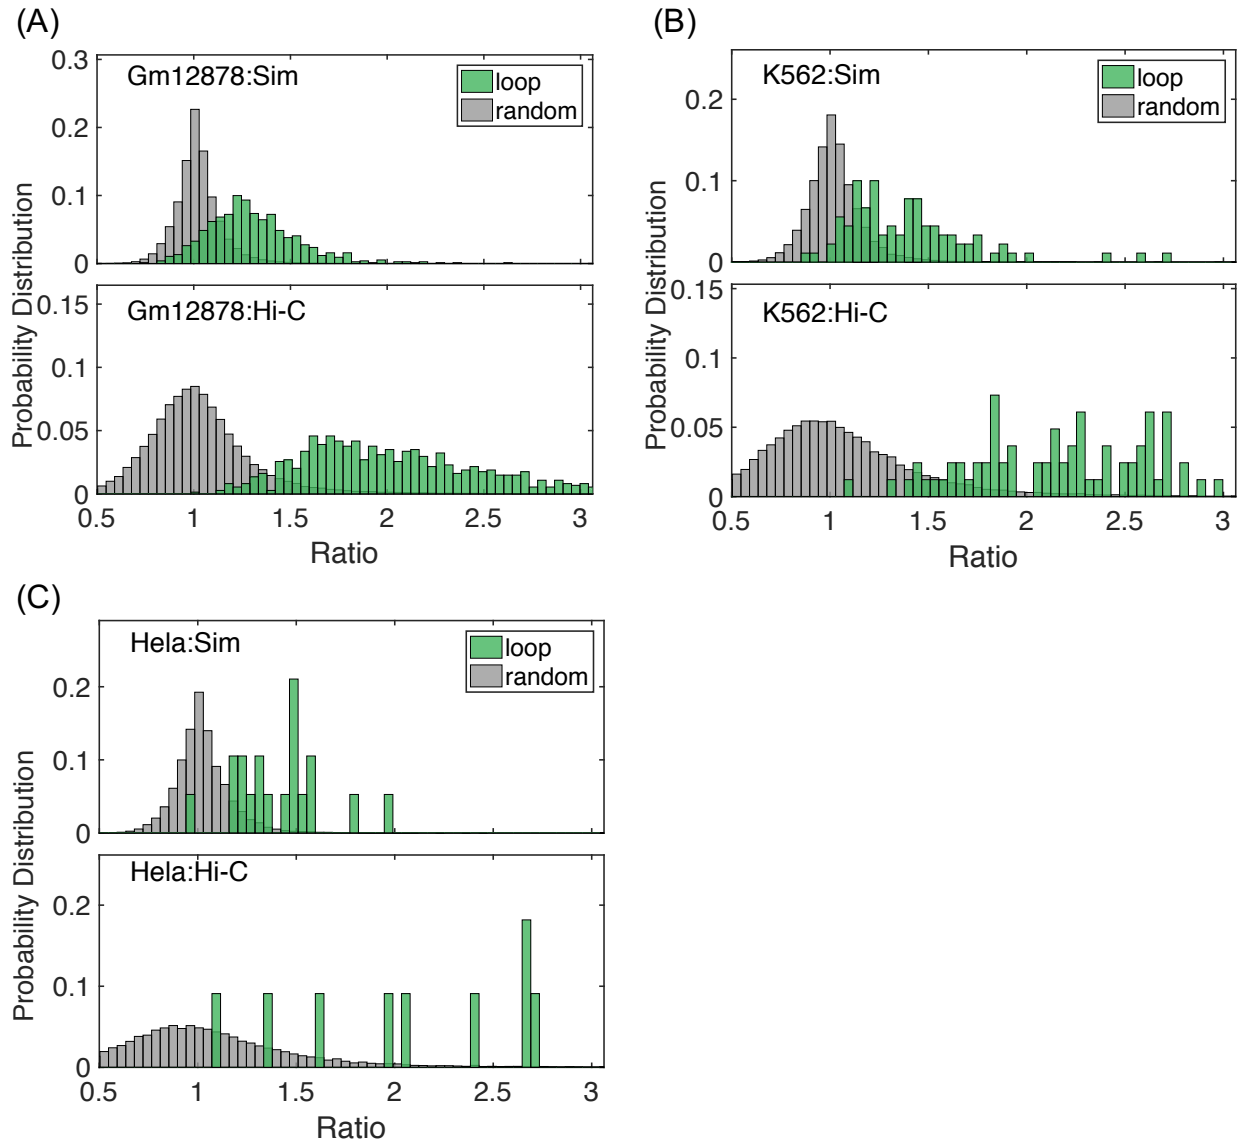 (A)
0.3
Gm12878:Sim
loop
random
0.2
0.1
0
0.15
Gm12878:Hi-C
0.1
0.05
0
0.5 1 1.5 2 2.5 3
Probability Distribution
Ratio
(B)
K562:Sim
loop
random
0.2
0.1
0
0.15
K562:Hi-C
0.1
0.05
0
0.5 1 1.5 2 2.5 3
Probability Distribution
Ratio
(C)
Hela:Sim
loop
random
0.2
0.1
0
Hela:Hi-C
0.2
0.1
0
0.5 1 1.5 2 2.5 3
Probability Distribution
Ratio